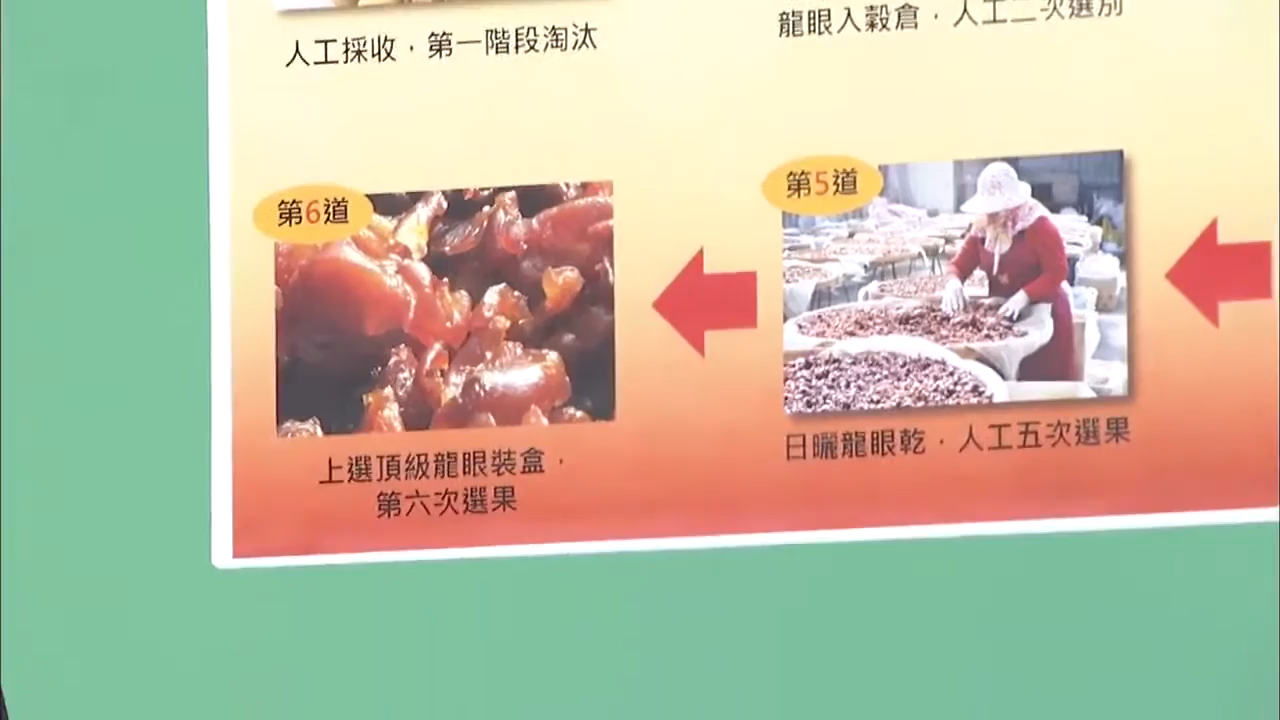 人工採收，第一階段淘汰
龍眼入穀倉，人工二次選別
第6道
第5道
上選頂級龍眼裝盒，
第六次選果
日曬龍眼乾，人工五次選果